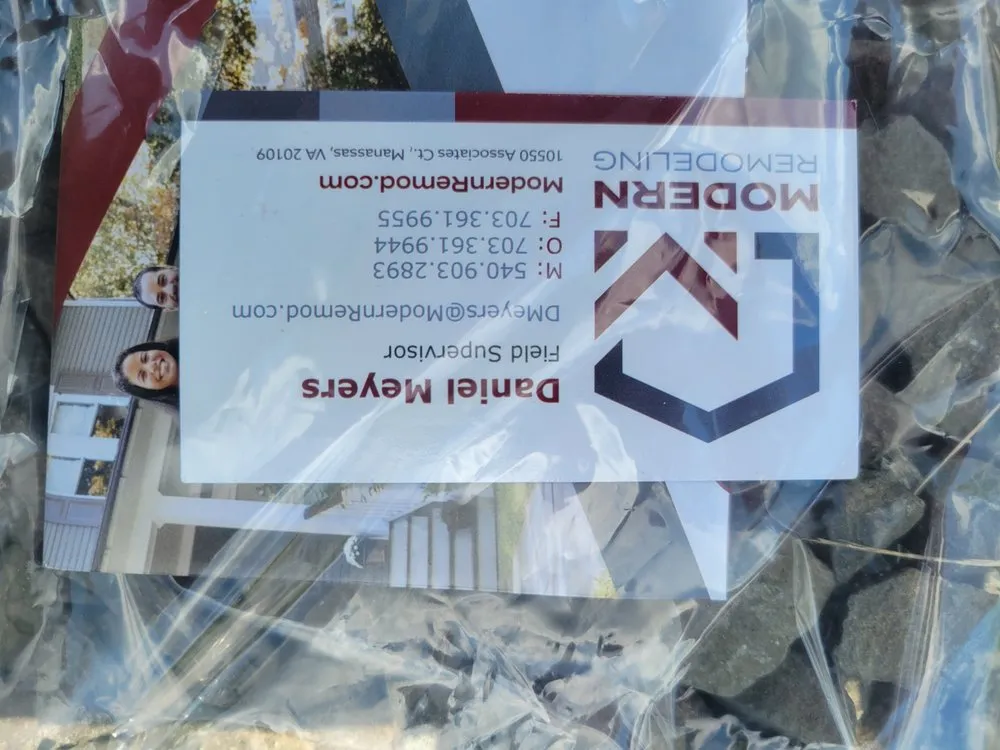 MODERN
REMODELING
Daniel Meyers
Field Supervisor
DMeyers@ModernRemod.com
M: 540.903.2893
O: 703.361.9944
F: 703.361.9955
ModernRemod.com
10550 Associates Ct., Manassas, VA 20109